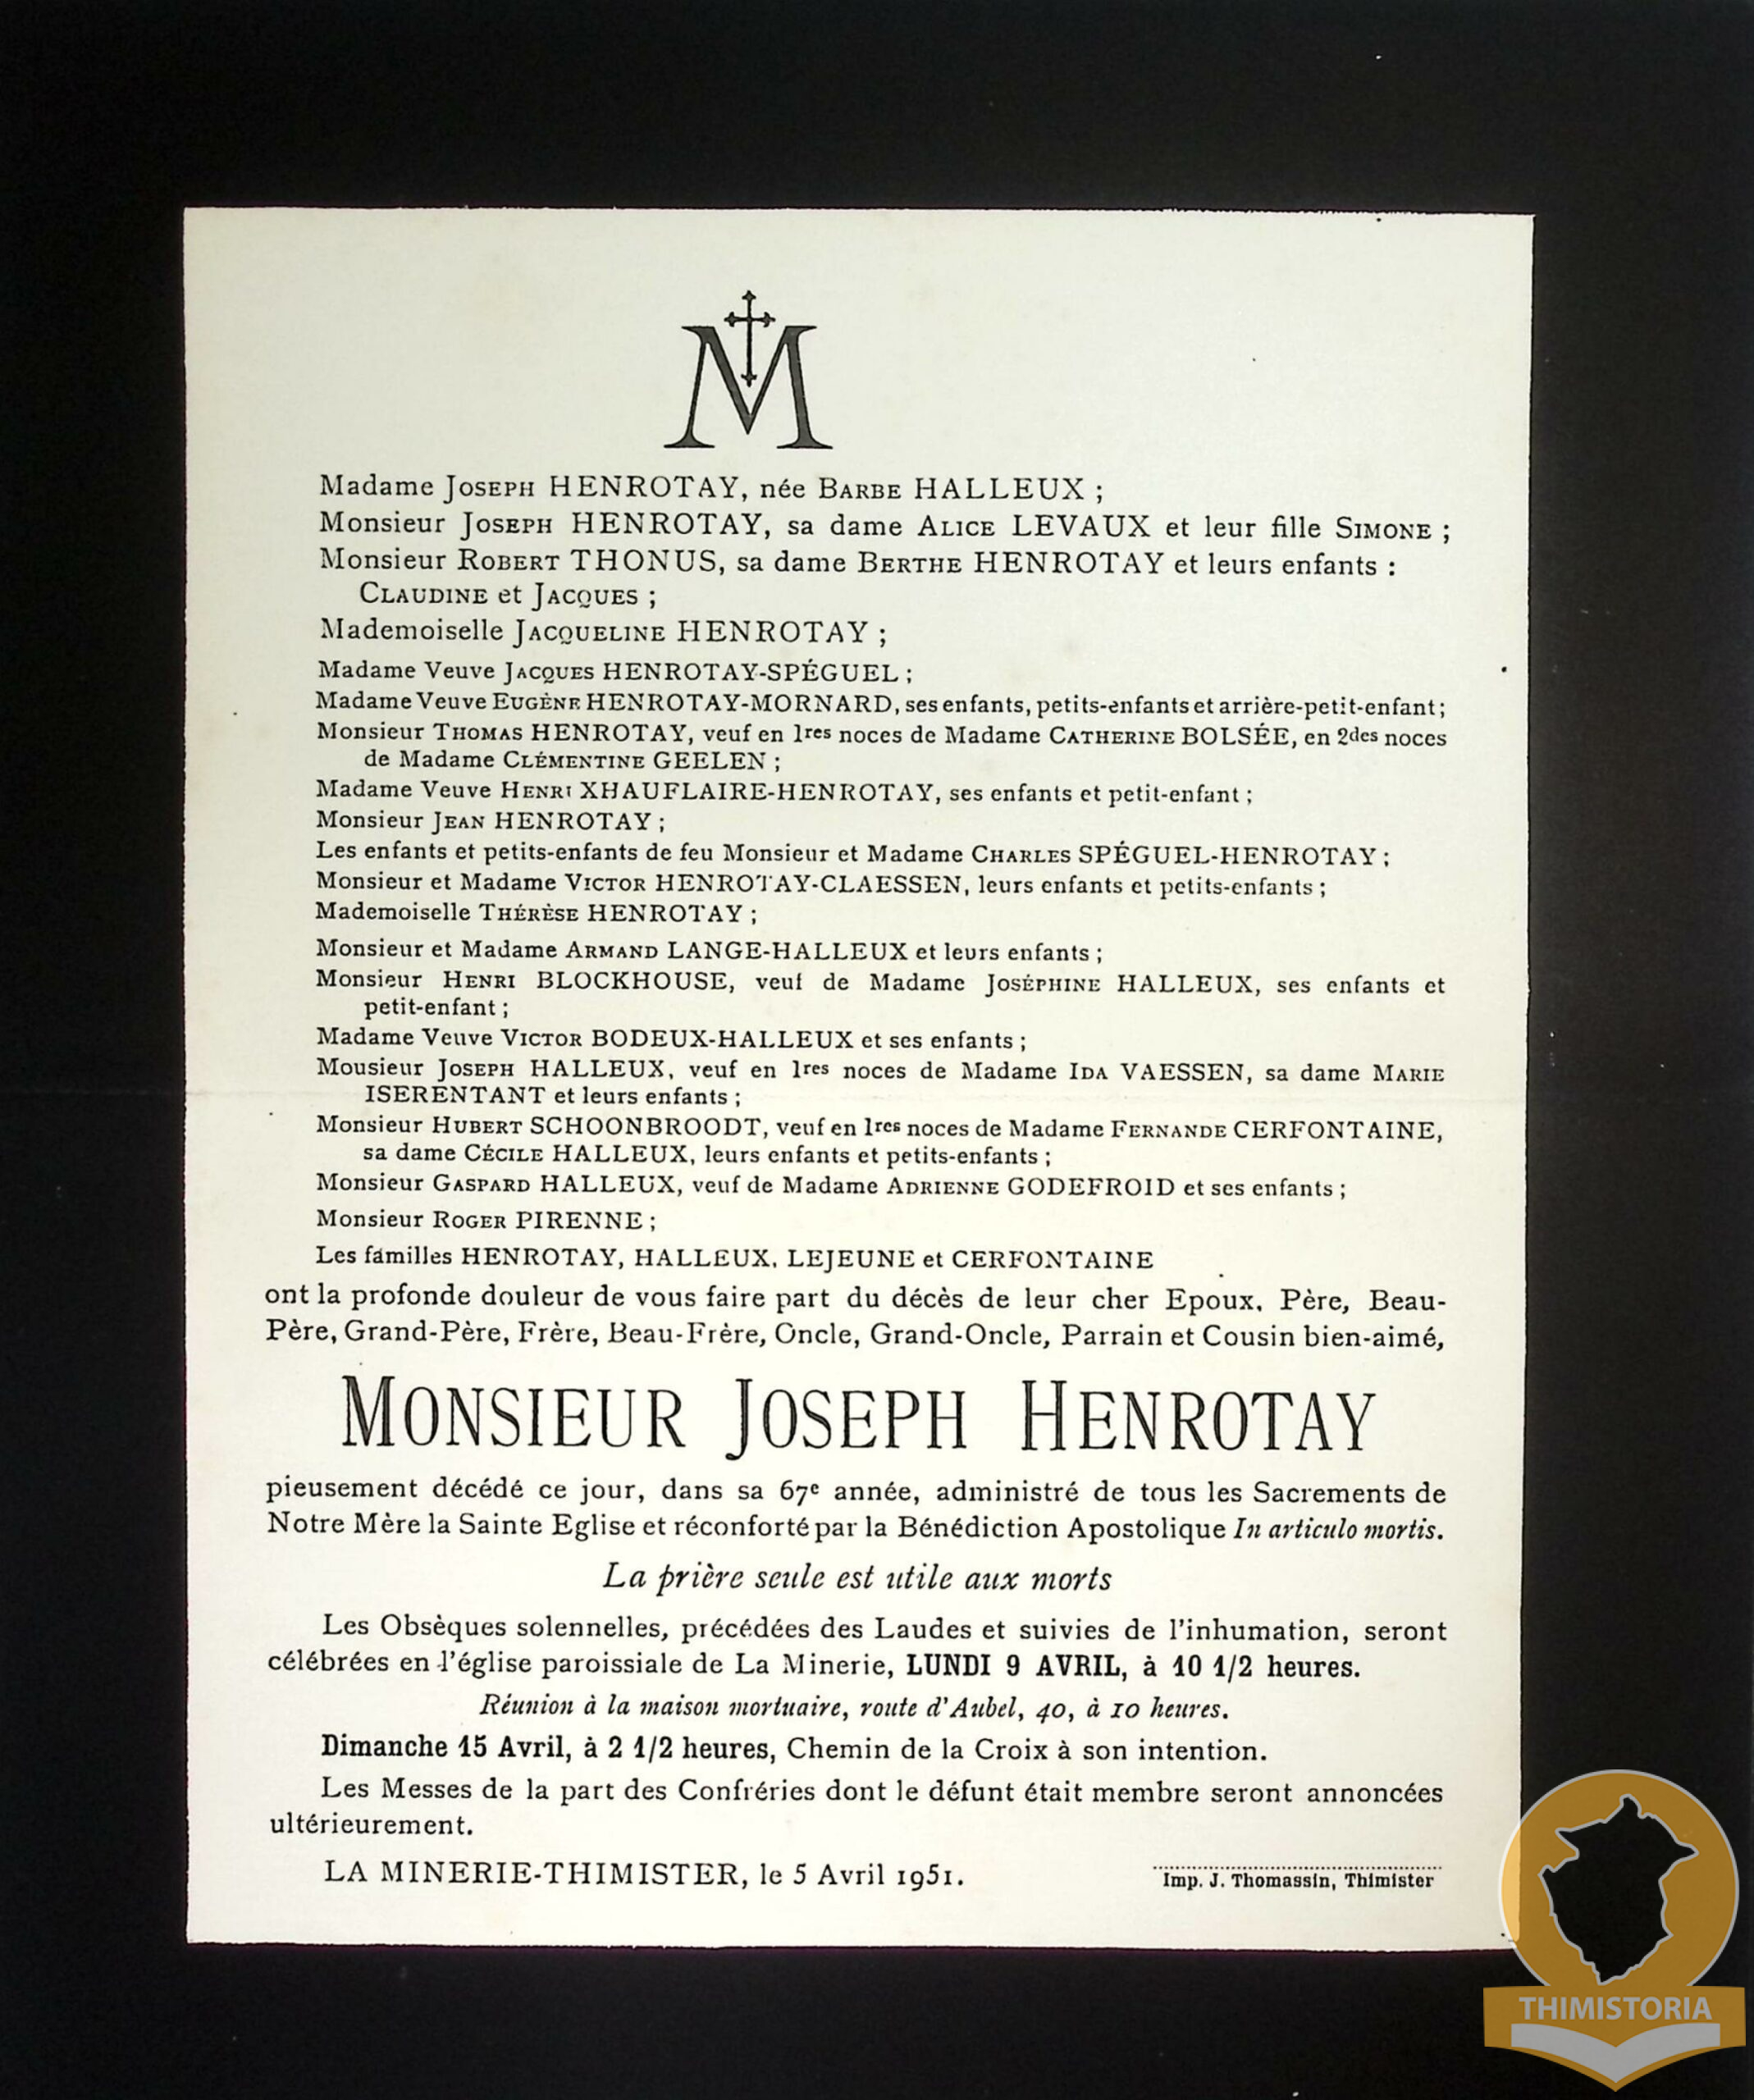 M
Madame Joseph HENROTAY, née Barbe HALLEUX ;
Monsieur Joseph HENROTAY, sa dame Alice LEVAUX et leur fille Simone ;
Monsieur Robert THONUS, sa dame Berthe HENROTAY et leurs enfants :
Claudine et Jacques ;
Mademoiselle Jacqueline HENROTAY ;
Madame Veuve Jacques HENROTAY-SPÉGUEL ;
Madame Veuve Eugène HENROTAY-MORNARD, ses enfants, petits-enfants et arrière-petit-enfant ;
Monsieur Thomas HENROTAY, veuf en 1res noces de Madame Catherine BOLSÉE, en 2des noces
de Madame Clémentine GEELEN ;
Madame Veuve Henri XHAUFLAIRE-HENROTAY, ses enfants et petit-enfant ;
Monsieur Jean HENROTAY ;
Les enfants et petits-enfants de feu Monsieur et Madame Charles SPÉGUEL-HENROTAY ;
Monsieur et Madame Victor HENROTAY-CLAESSEN, leurs enfants et petits-enfants ;
Mademoiselle Thérèse HENROTAY ;
Monsieur et Madame Armand LANGE-HALLEUX et leurs enfants ;
Monsieur Henri BLOCKHOUSE, veuf de Madame Joséphine HALLEUX, ses enfants et
petit-enfant ;
Madame Veuve Victor BODEUX-HALLEUX et ses enfants ;
Mousieur Joseph HALLEUX, veuf en 1res noces de Madame Ida VAESSEN, sa dame Marie
ISERENTANT et leurs enfants ;
Monsieur Hubert SCHOONBROODT, veuf en 1res noces de Madame Fernande CERFONTAINE,
sa dame Cécile HALLEUX, leurs enfants et petits-enfants ;
Monsieur Gaspard HALLEUX, veuf de Madame Adrienne GODEFROID et ses enfants ;
Monsieur Roger PIRENNE ;
Les familles HENROTAY, HALLEUX, LEJEUNE et CERFONTAINE
ont la profonde douleur de vous faire part du décès de leur cher Epoux, Père, Beau-
Père, Grand-Père, Frère, Beau-Frère, Oncle, Grand-Oncle, Parrain et Cousin bien-aimé,
Monsieur Joseph Henrotay
pieusement décédé ce jour, dans sa 67e année, administré de tous les Sacrements de
Notre Mère la Sainte Eglise et réconforté par la Bénédiction Apostolique In articulo mortis.
La prière seule est utile aux morts
Les Obsèques solennelles, précédées des Laudes et suivies de l'inhumation, seront
célébrées en l'église paroissiale de La Minerie, LUNDI 9 AVRIL, à 10 1/2 heures.
Réunion à la maison mortuaire, route d'Aubel, 40, à 10 heures.
Dimanche 15 Avril, à 2 1/2 heures, Chemin de la Croix à son intention.
Les Messes de la part des Confréries dont le défunt était membre seront annoncées
ultérieurement.
LA MINERIE-THIMISTER, le 5 Avril 1951.
Imp. J. Thomassin, Thimister
THIMISTORIA